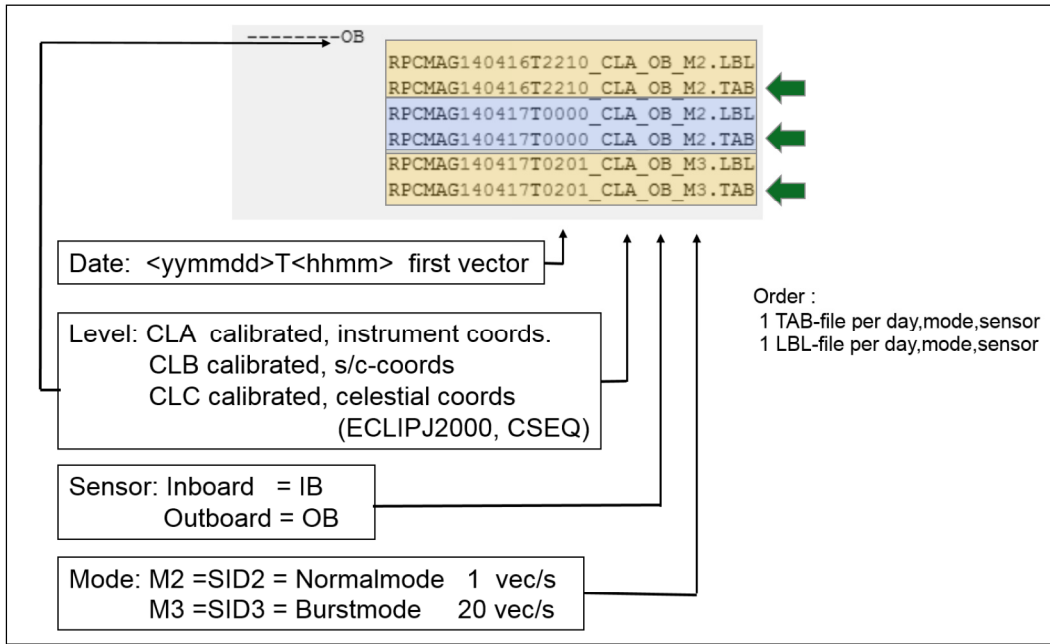 --------OB
RPCMAG140416T2210_CLA_OB_M2.LBL
RPCMAG140416T2210_CLA_OB_M2.TAB
RPCMAG140417T0000_CLA_OB_M2.LBL
RPCMAG140417T0000_CLA_OB_M2.TAB
RPCMAG140417T0201_CLA_OB_M3.LBL
RPCMAG140417T0201_CLA_OB_M3.TAB
Date: <yymmdd>T<hhmm> first vector
Level: CLA calibrated, instrument coords.
CLB calibrated, s/c-coords
CLC calibrated, celestial coords
(ECLIPJ2000, CSEQ)
Sensor: Inboard = IB
Outboard = OB
Mode: M2 =SID2 = Normalmode 1 vec/s
M3 =SID3 = Burstmode 20 vec/s
Order :
1 TAB-file per day,mode,sensor
1 LBL-file per day,mode,sensor